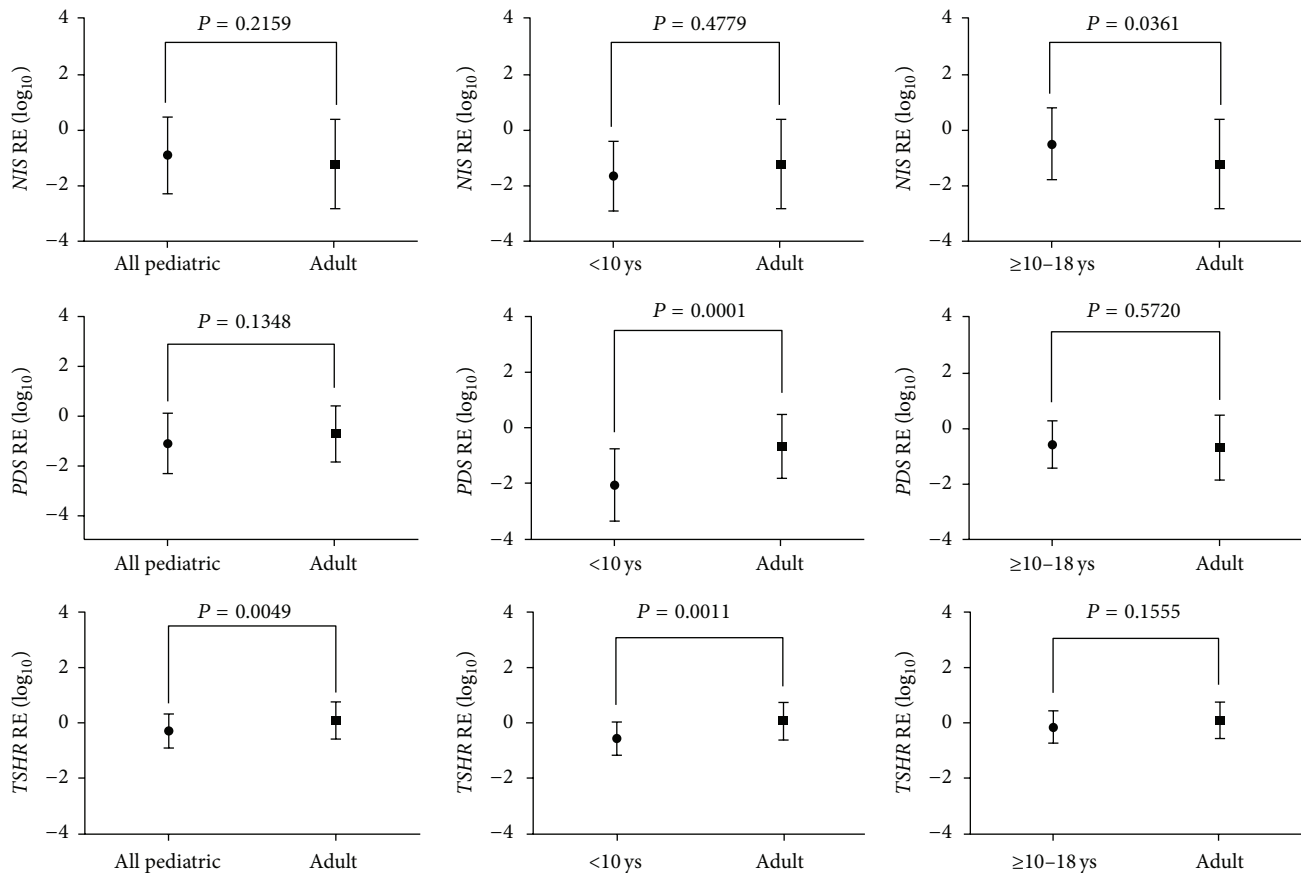 P = 0.2159
NIS RE (log10)
4
2
0
−2
−4
All pediatric Adult
P = 0.4779
NIS RE (log10)
4
2
0
−2
−4
<10 ys Adult
P = 0.0361
NIS RE (log10)
4
2
0
−2
−4
≥10–18 ys Adult
P = 0.1348
PDS RE (log10)
4
2
0
−2
−4
All pediatric Adult
P = 0.0001
PDS RE (log10)
4
2
0
−2
−4
<10 ys Adult
P = 0.5720
PDS RE (log10)
4
2
0
−2
−4
≥10–18 ys Adult
P = 0.0049
TSHR RE (log10)
4
2
0
−2
−4
All pediatric Adult
P = 0.0011
TSHR RE (log10)
4
2
0
−2
−4
<10 ys Adult
P = 0.1555
TSHR RE (log10)
4
2
0
−2
−4
≥10–18 ys Adult